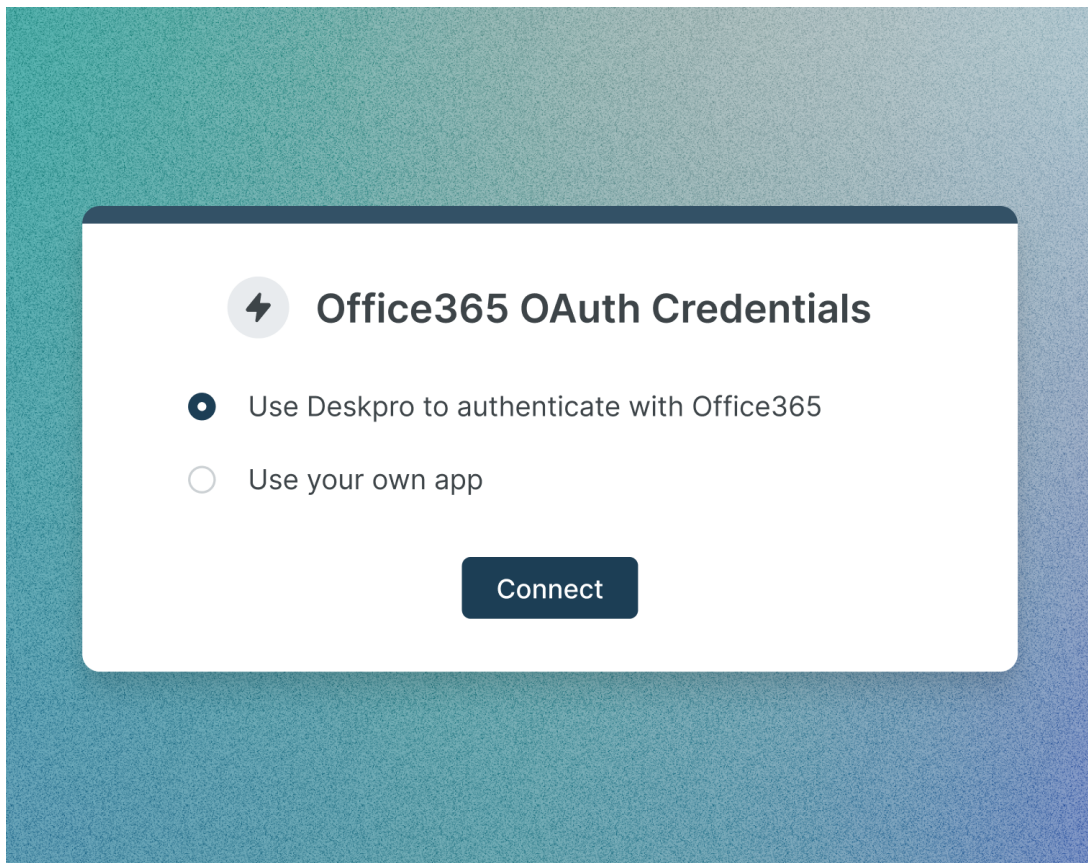 Office365 OAuth Credentials
Use Deskpro to authenticate with Office365
Use your own app
Connect